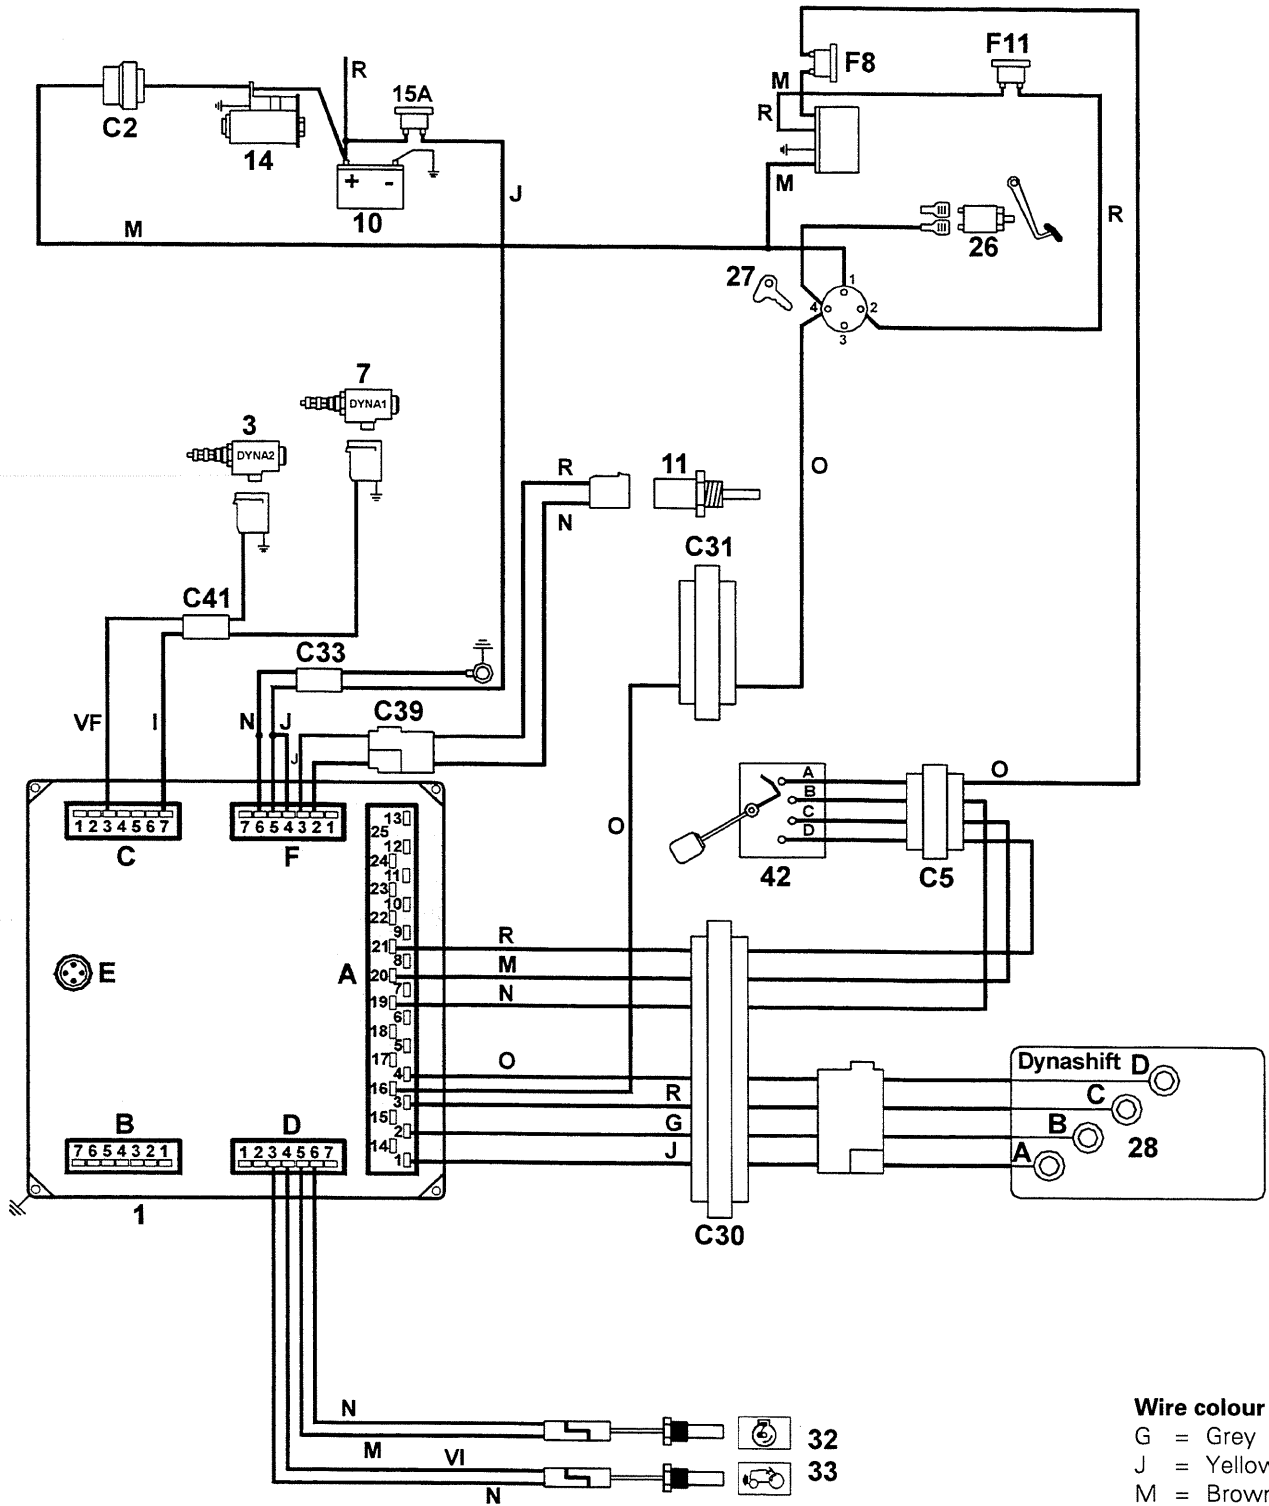 F11
F8
R
15A
M
C2
R
14
+ -
M
J
10
R
M
26
27
1
4 2
3
7
DYNA1
3
DYNA2
O
R 11
N
C31
C41
C33
C39
VF I N J
J
A O
B
C
D
O
42 C5
1 2 3 4 5 6 7
7 6 5 4 3 2 1
C F
13
25
12
24
11
23
10
22
9
21 R
8
E A 20 M
7
19 N
6
18
5
17
4 O
16
3 R
15
2 G
14
1 J
Dynashift D
C
B
28
A
B D
7 6 5 4 3 2 1
1 2 3 4 5 6 7
1
C30
N
M
32
VI
33
N
Wire colour
G = Grey
J = Yellow
M = Brown